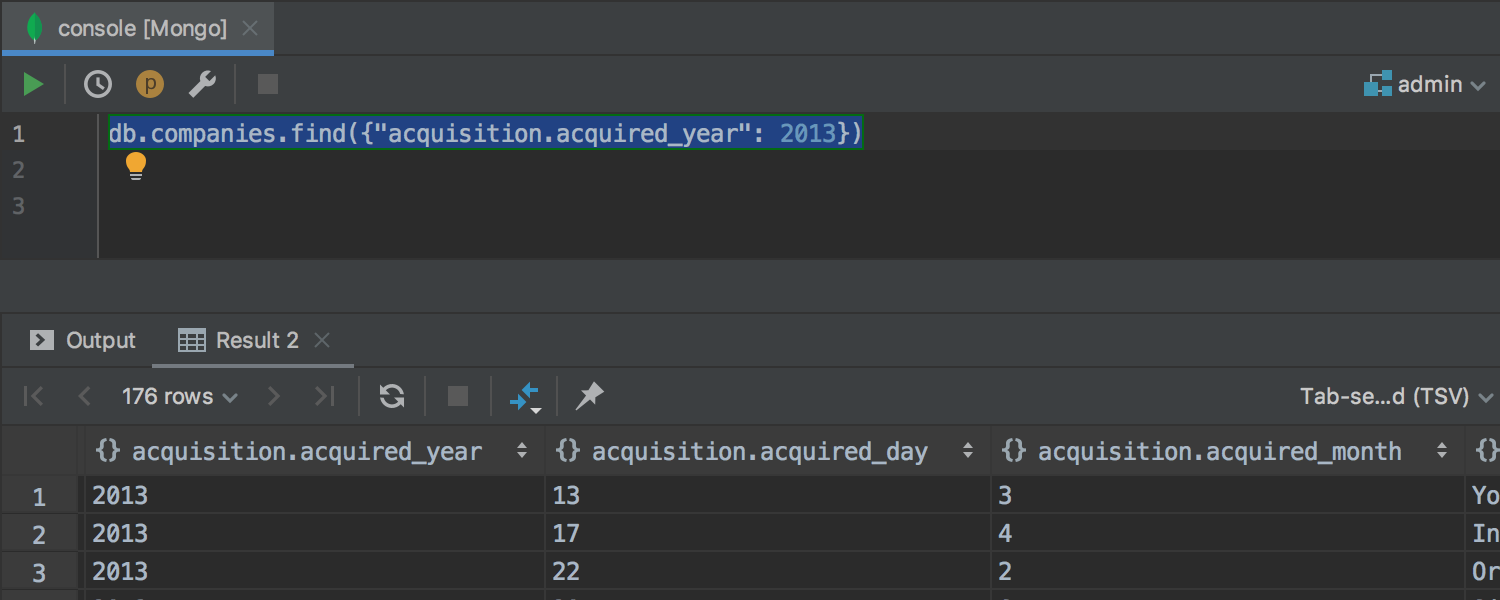 console [Mongo]
p
admin
1 db.companies.find({"acquisition.acquired_year": 2013})
2
3
Output Result 2
176 rows Tab-se...d (TSV)
{} acquisition.acquired_year {} acquisition.acquired_day {} acquisition.acquired_month {}
1 2013 13 3 Yo
2 2013 17 4 In
3 2013 22 2 Or